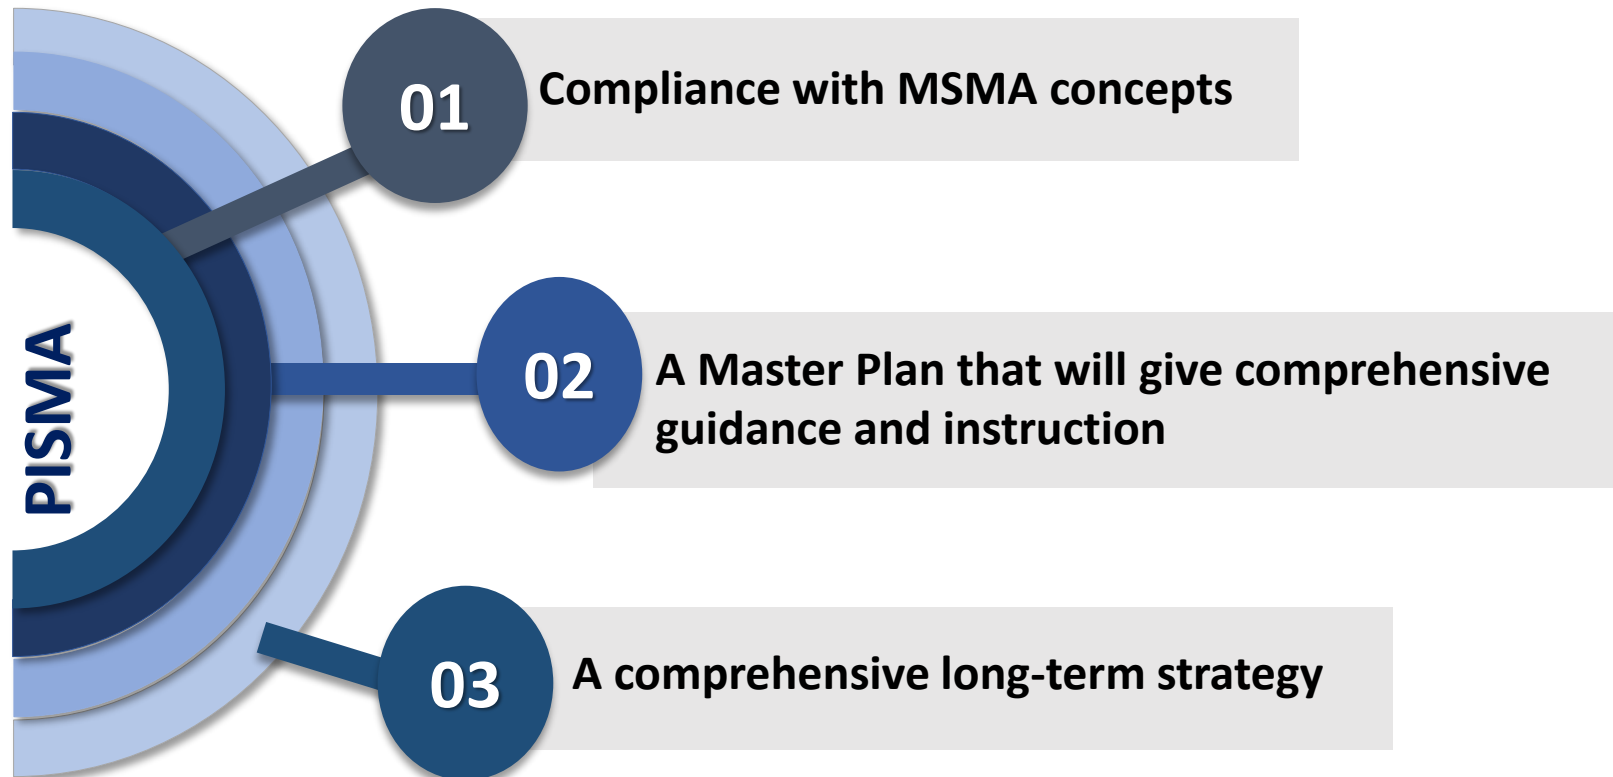 PISMA
01
Compliance with MSMA concepts
02
A Master Plan that will give comprehensive
guidance and instruction
03
A comprehensive long-term strategy